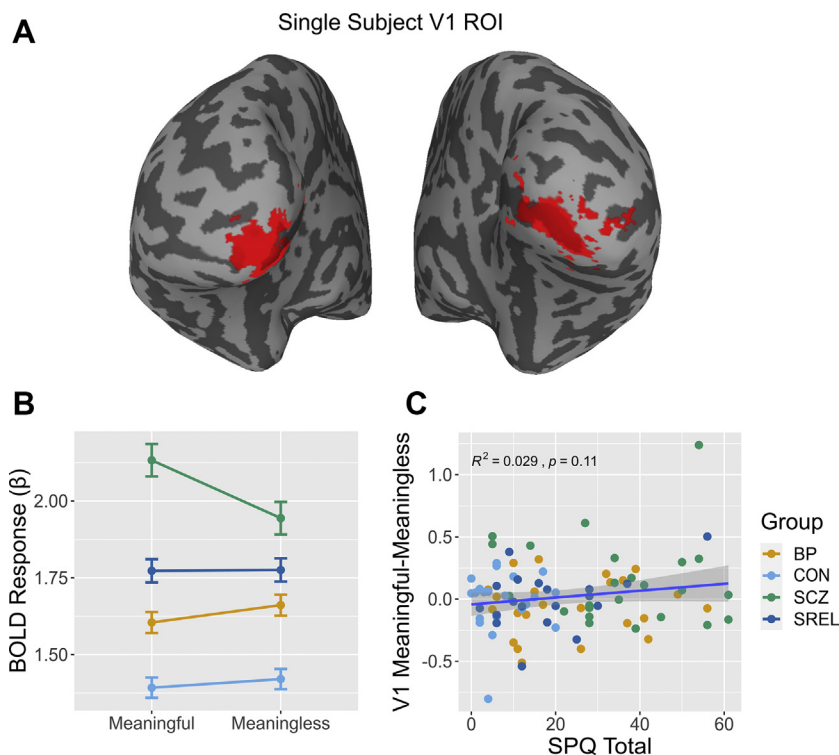 A
Single Subject V1 ROI
B
BOLD Response (β)
2.00
1.75
1.50
Meaningful
Meaningless
C
V1 Meaningful-Meaningless
R² = 0.029 , p = 0.11
1.0
0.5
0.0
-0.5
0
20
40
60
SPQ Total
Group
BP
CON
SCZ
SREL